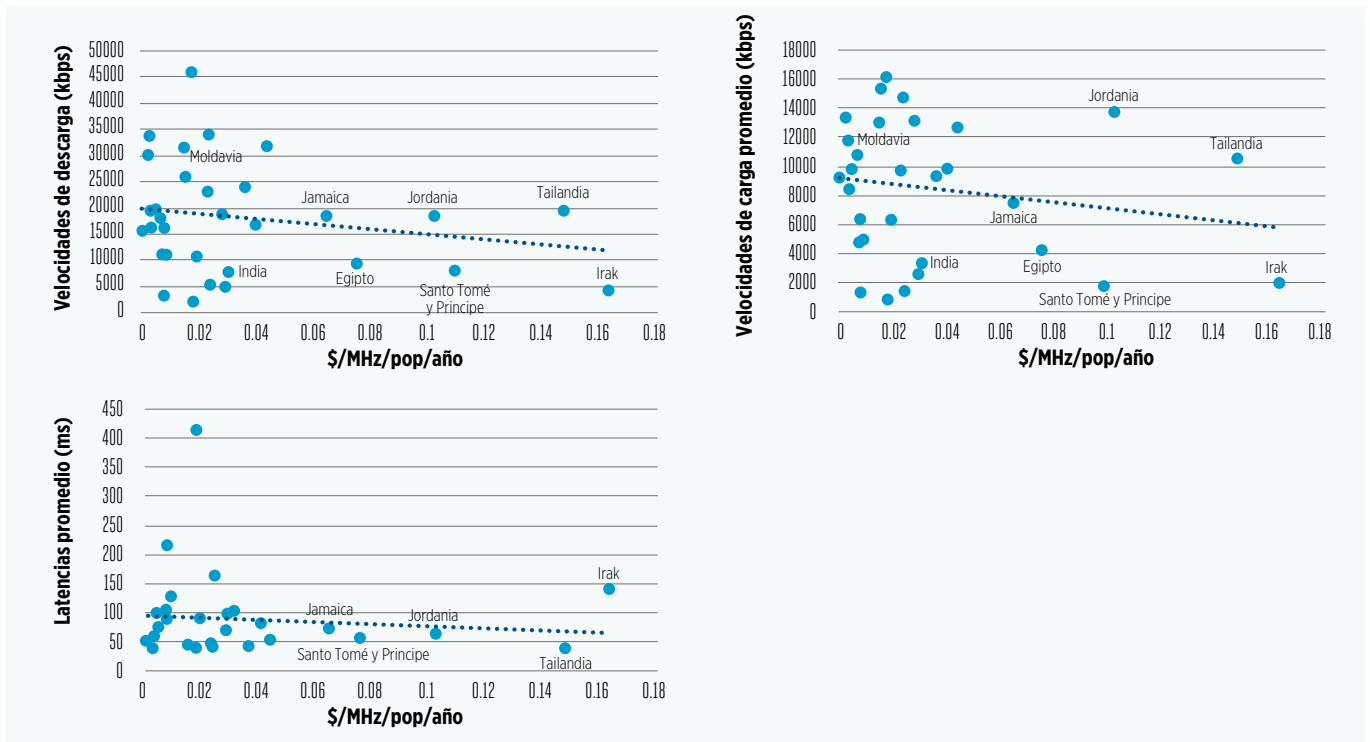 Velocidades de descarga (kbps)
50000
45000
40000
35000
30000
25000
20000
15000
10000
5000
0
Moldavia
Jamaica
Jordania
Tailandia
India
Egipto
Santo Tomé
y Principe
Irak
0 0.02 0.04 0.06 0.08 0.1 0.12 0.14 0.16 0.18
$/MHz/pop/año
Velocidades de carga promedio (kbps)
18000
16000
14000
12000
10000
8000
6000
4000
2000
0
Moldavia
Jordania
Tailandia
Jamaica
India
Egipto
Santo Tomé y Principe
Irak
0 0.02 0.04 0.06 0.08 0.1 0.12 0.14 0.16 0.18
$/MHz/pop/año
Latencias promedio (ms)
450
400
350
300
250
200
150
100
50
0
Irak
Jamaica
Jordania
Santo Tomé y Principe
Tailandia
0 0.02 0.04 0.06 0.08 0.1 0.12 0.14 0.16 0.18
$/MHz/pop/año